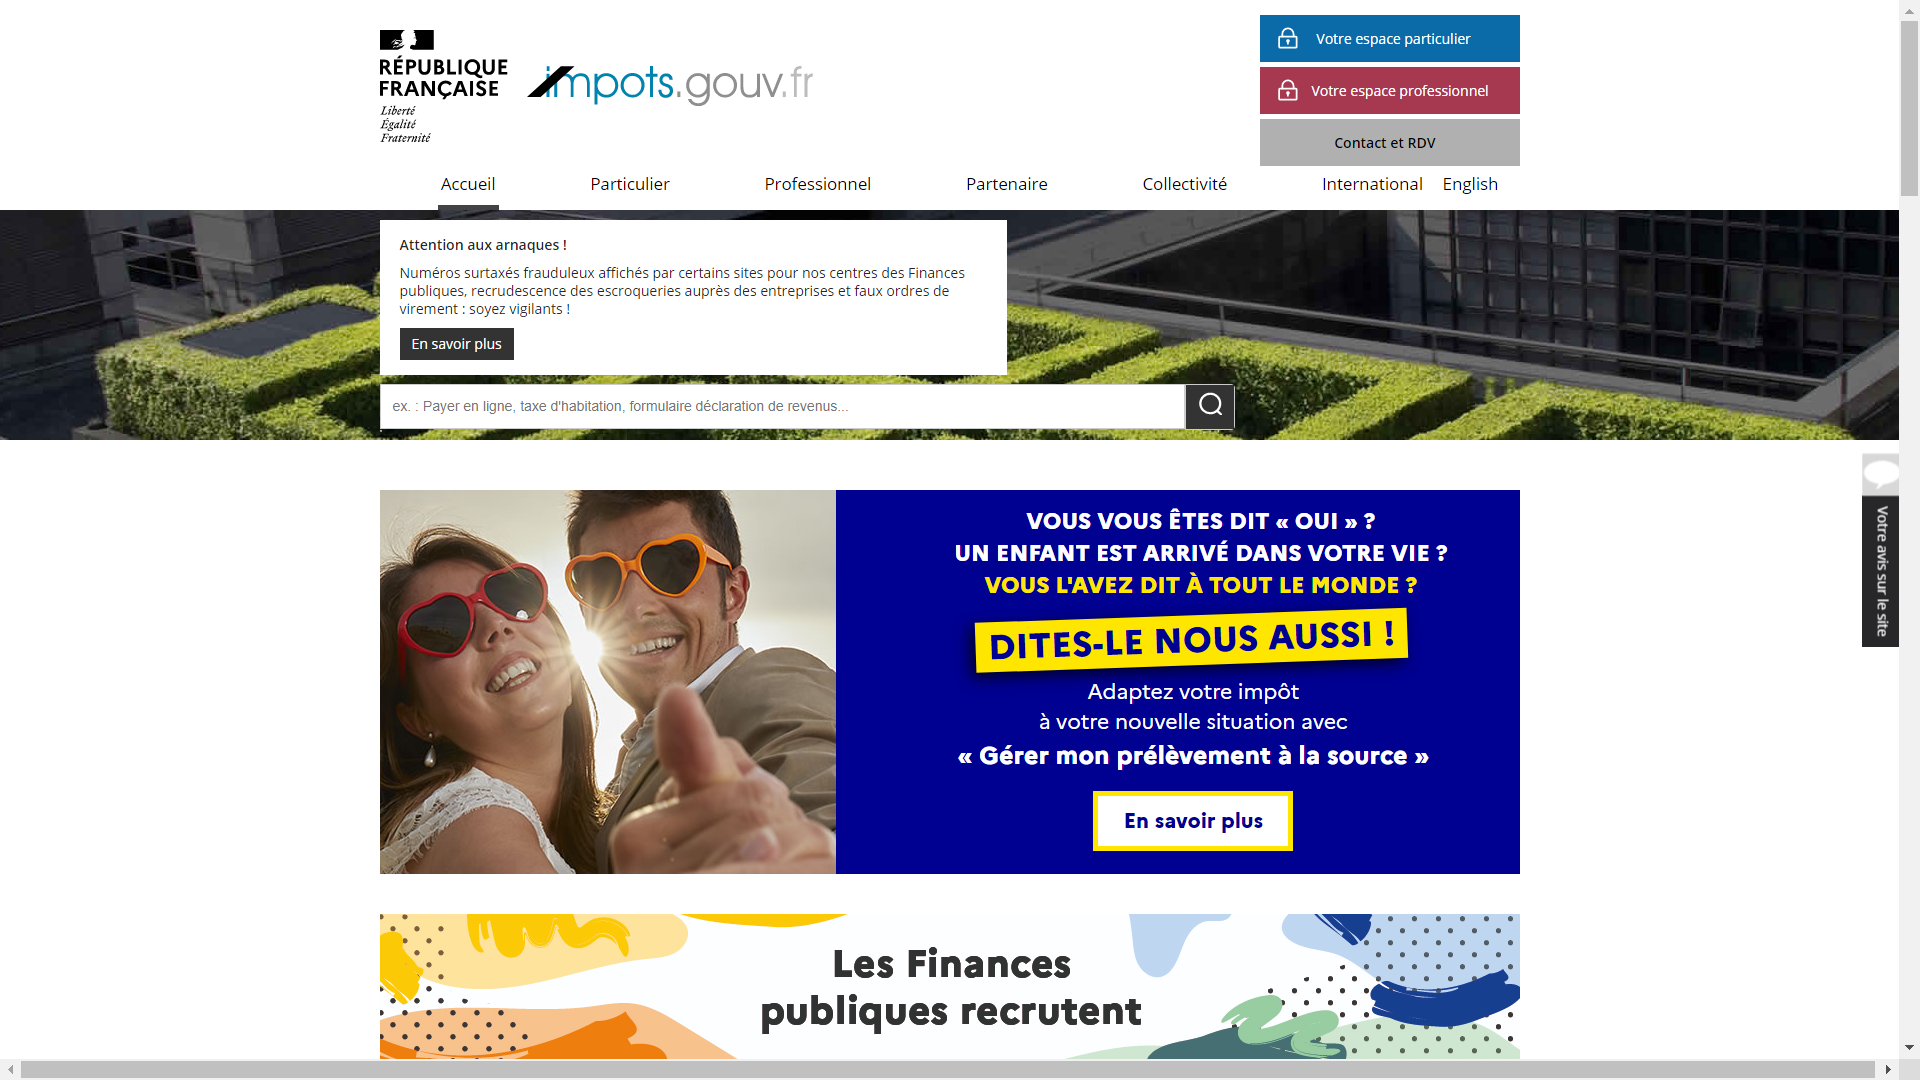 RÉPUBLIQUE
FRANÇAISE
Liberté
Égalité
Fraternité
impots.gouv.fr
Votre espace particulier
Votre espace professionnel
Contact et RDV
Accueil
Particulier
Professionnel
Partenaire
Collectivité
International
English
Attention aux arnaques !
Numéros surtaxés frauduleux affichés par certains sites pour nos centres des Finances
publiques, recrudescence des escroqueries auprès des entreprises et faux ordres de
virement : soyez vigilants !
En savoir plus
ex. : Payer en ligne, taxe d'habitation, formulaire déclaration de revenus...
Votre avis sur le site
VOUS VOUS ÊTES DIT « OUI » ?
UN ENFANT EST ARRIVÉ DANS VOTRE VIE ?
VOUS L'AVEZ DIT À TOUT LE MONDE ?
DITES-LE NOUS AUSSI !
Adaptez votre impôt
à votre nouvelle situation avec
« Gérer mon prélèvement à la source »
En savoir plus
Les Finances
publiques recrutent